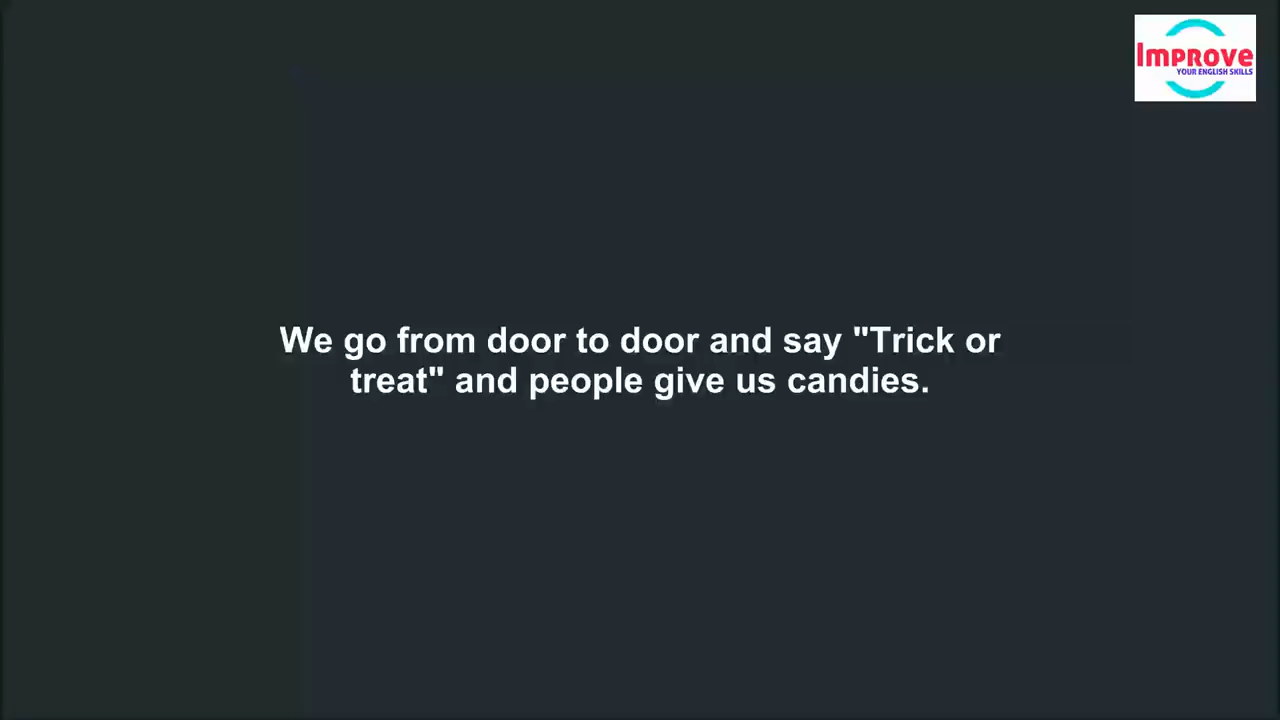 Improve
YOUR ENGLISH SKILLS
We go from door to door and say "Trick or
treat" and people give us candies.